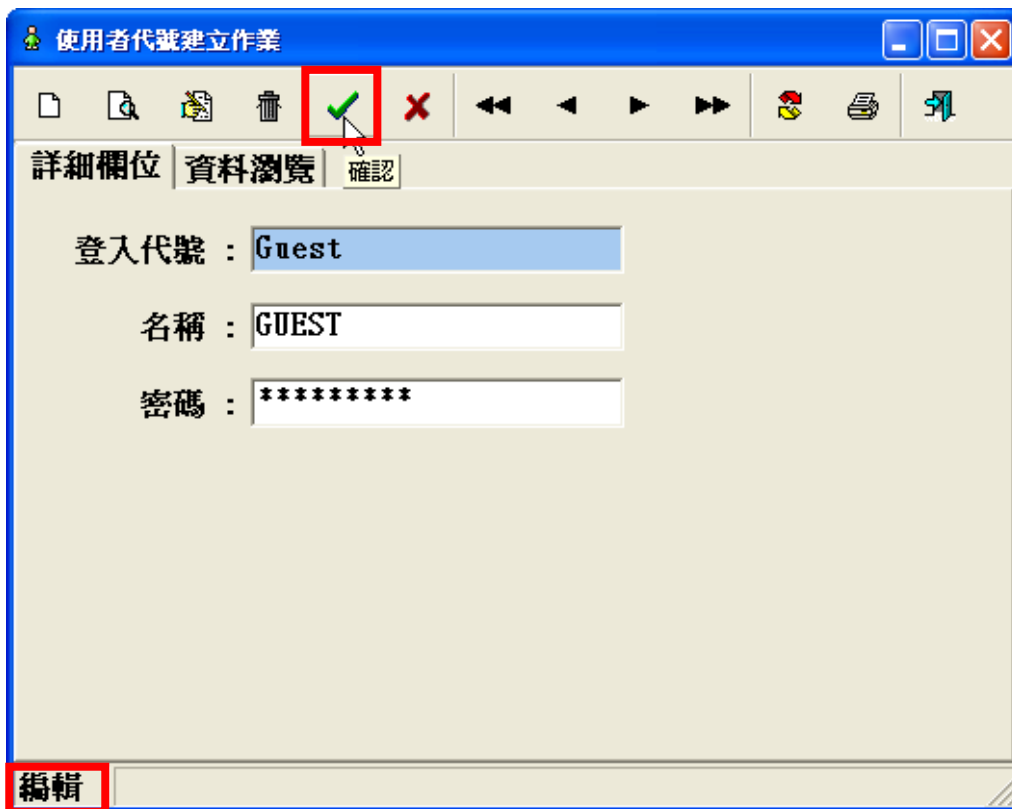 使用者代號建立作業
詳細欄位 資料瀏覽 確認
登入代號 : Guest
名稱 : GUEST
密碼 : *********
編輯